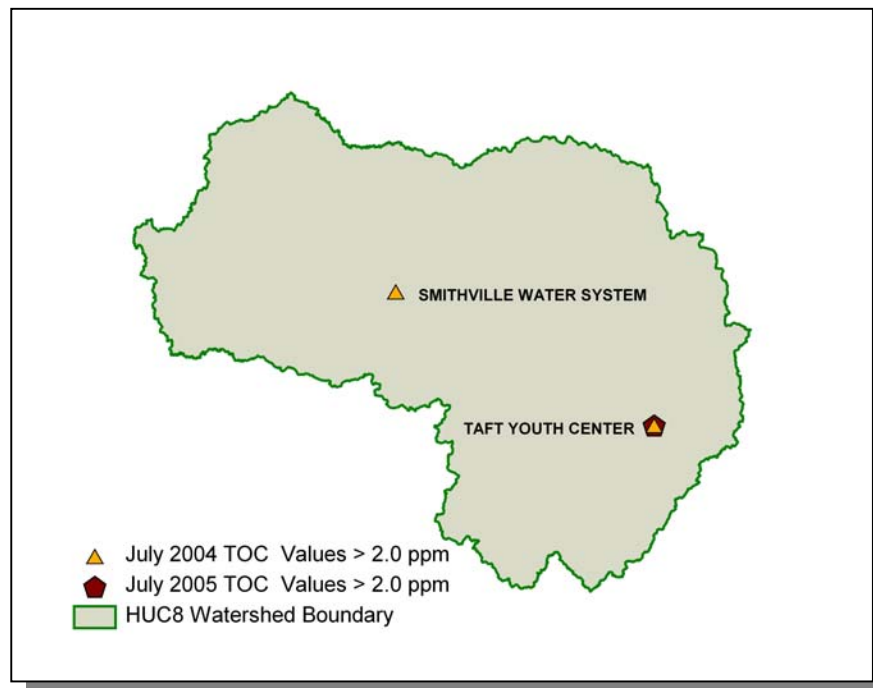 SMITHVILLE WATER SYSTEM
TAFT YOUTH CENTER
July 2004 TOC Values > 2.0 ppm
July 2005 TOC Values > 2.0 ppm
HUC8 Watershed Boundary